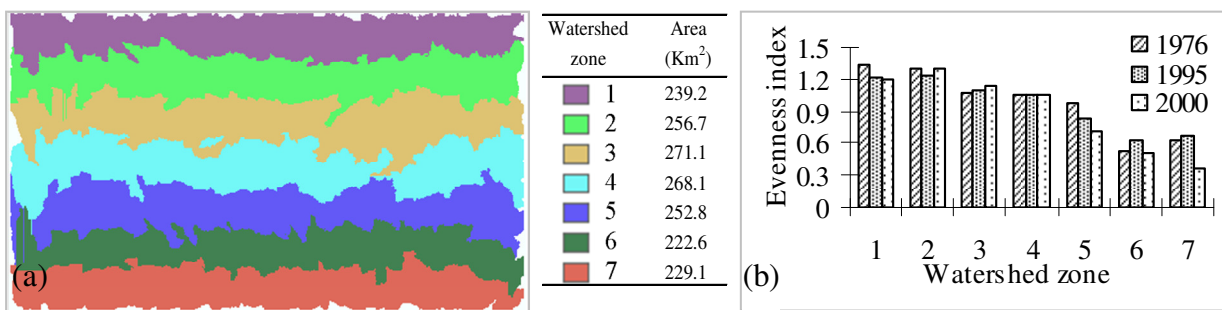 (a)
Watershed zone Area (Km²)
1 239.2
2 256.7
3 271.1
4 268.1
5 252.8
6 222.6
7 229.1
(b)
Evenness index
1.5
1.2
0.9
0.6
0.3
0
1976
1995
2000
1 2 3 4 5 6 7
Watershed zone